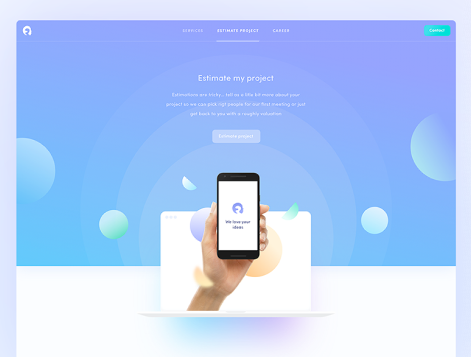 SERVICES
ESTIMATE PROJECT
CAREER
Contact
Estimate my project
Estimations are tricky... tell us a little bit more about your
project so we can pick right people for our first meeting or just
get back to you with a roughly valuation.
Estimate project
We love your
ideas